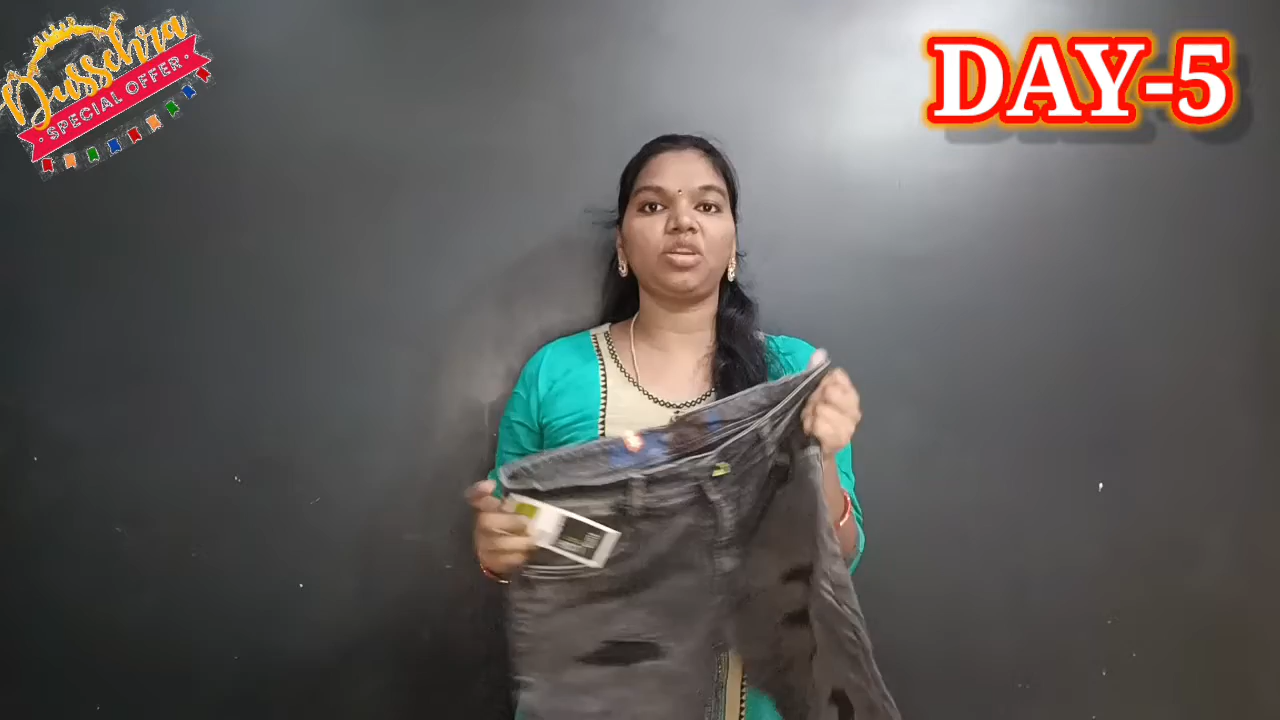 Dussehra
• SPECIAL OFFER •
DAY-5